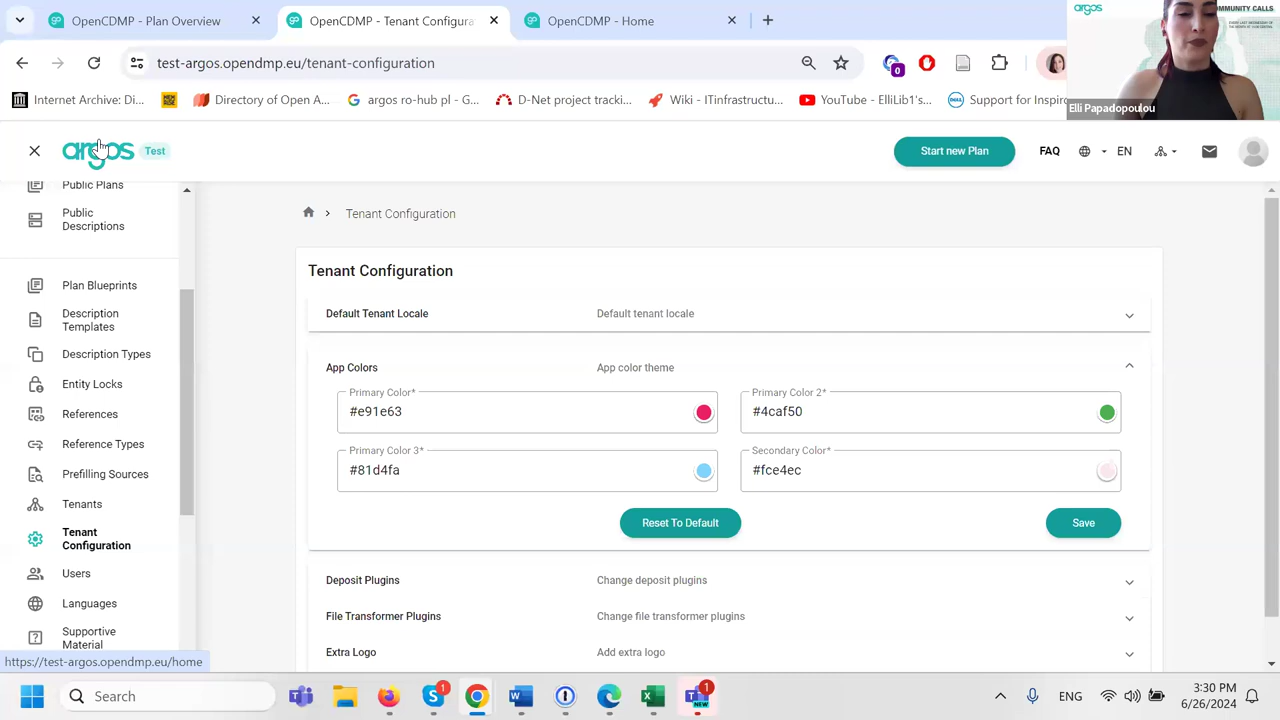 OpenCDMP - Plan Overview
OpenCDMP - Tenant Configura
OpenCDMP - Home
test-argos.opendmp.eu/tenant-configuration
0
Internet Archive: Di...
Directory of Open A...
argos ro-hub pl - G...
D-Net project tracki...
Wiki - ITinfrastructu...
YouTube - ElliLib1's...
Support for Inspir
argos
MMUNITY CALLS
Elli Papadopoulou
argos
Test
Start new Plan
FAQ
EN
Public Plans
Public
Descriptions
Plan Blueprints
Description
Templates
Description Types
Entity Locks
References
Reference Types
Prefilling Sources
Tenants
Tenant
Configuration
Users
Languages
Supportive
Material
Tenant Configuration
Tenant Configuration
Default Tenant Locale
Default tenant locale
App Colors
App color theme
Primary Color*
#e91e63
Primary Color 2*
#4caf50
Primary Color 3*
#81d4fa
Secondary Color*
#fce4ec
Reset To Default
Save
Deposit Plugins
Change deposit plugins
File Transformer Plugins
Change file transformer plugins
Extra Logo
Add extra logo
https://test-argos.opendmp.eu/home
Search
1
1
NEW
ENG
3:30 PM
6/26/2024